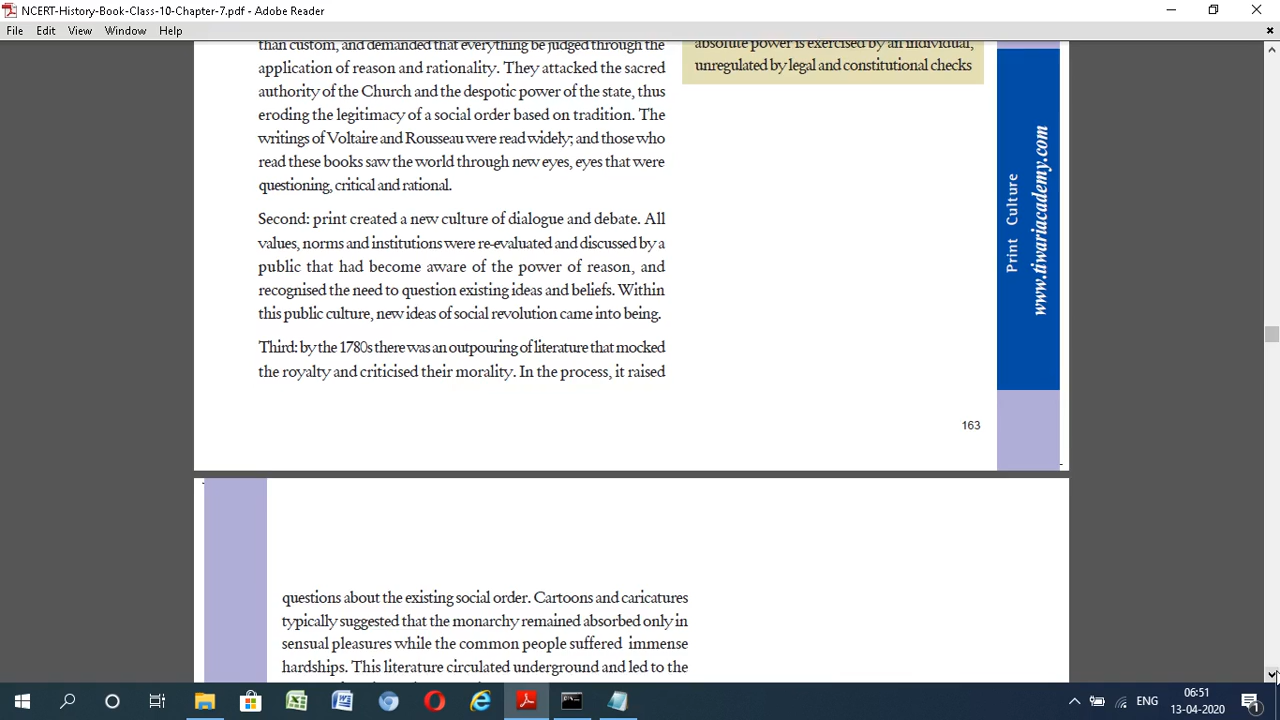 NCERT-History-Book-Class-10-Chapter-7.pdf - Adobe Reader
File Edit View Window Help
than custom, and demanded that everything be judged through the
application of reason and rationality. They attacked the sacred
authority of the Church and the despotic power of the state, thus
eroding the legitimacy of a social order based on tradition. The
writings of Voltaire and Rousseau were read widely; and those who
read these books saw the world through new eyes, eyes that were
questioning, critical and rational.
Second: print created a new culture of dialogue and debate. All
values, norms and institutions were re-evaluated and discussed by a
public that had become aware of the power of reason, and
recognised the need to question existing ideas and beliefs. Within
this public culture, new ideas of social revolution came into being.
Third: by the 1780s there was an outpouring of literature that mocked
the royalty and criticised their morality. In the process, it raised
absolute power is exercised by an individual,
unregulated by legal and constitutional checks
Print Culture
www.tiwariacademy.com
163
questions about the existing social order. Cartoons and caricatures
typically suggested that the monarchy remained absorbed only in
sensual pleasures while the common people suffered immense
hardships. This literature circulated underground and led to the
ENG
06:51
13-04-2020
1